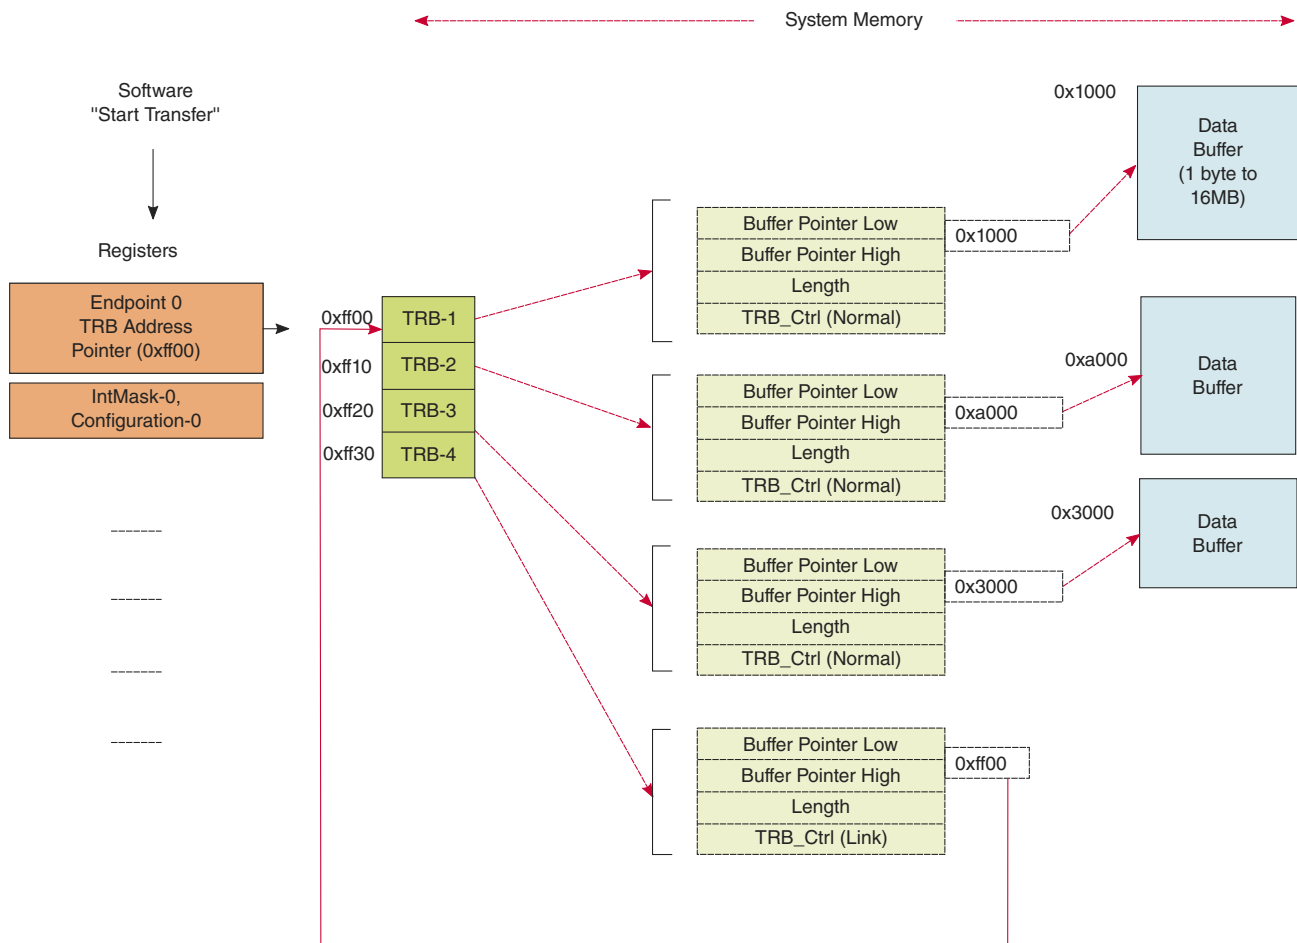 System Memory
Software
"Start Transfer"
Registers
Endpoint 0
TRB Address
Pointer (0xff00)
IntMask-0,
Configuration-0
0xff00
TRB-1
0xff10
TRB-2
0xff20
TRB-3
0xff30
TRB-4
Buffer Pointer Low
Buffer Pointer High
Length
TRB_Ctrl (Normal)
0x1000
0x1000
Data
Buffer
(1 byte to
16MB)
Buffer Pointer Low
Buffer Pointer High
Length
TRB_Ctrl (Normal)
0xa000
0xa000
Data
Buffer
Buffer Pointer Low
Buffer Pointer High
Length
TRB_Ctrl (Normal)
0x3000
0x3000
Data
Buffer
Buffer Pointer Low
Buffer Pointer High
Length
TRB_Ctrl (Link)
0xff00